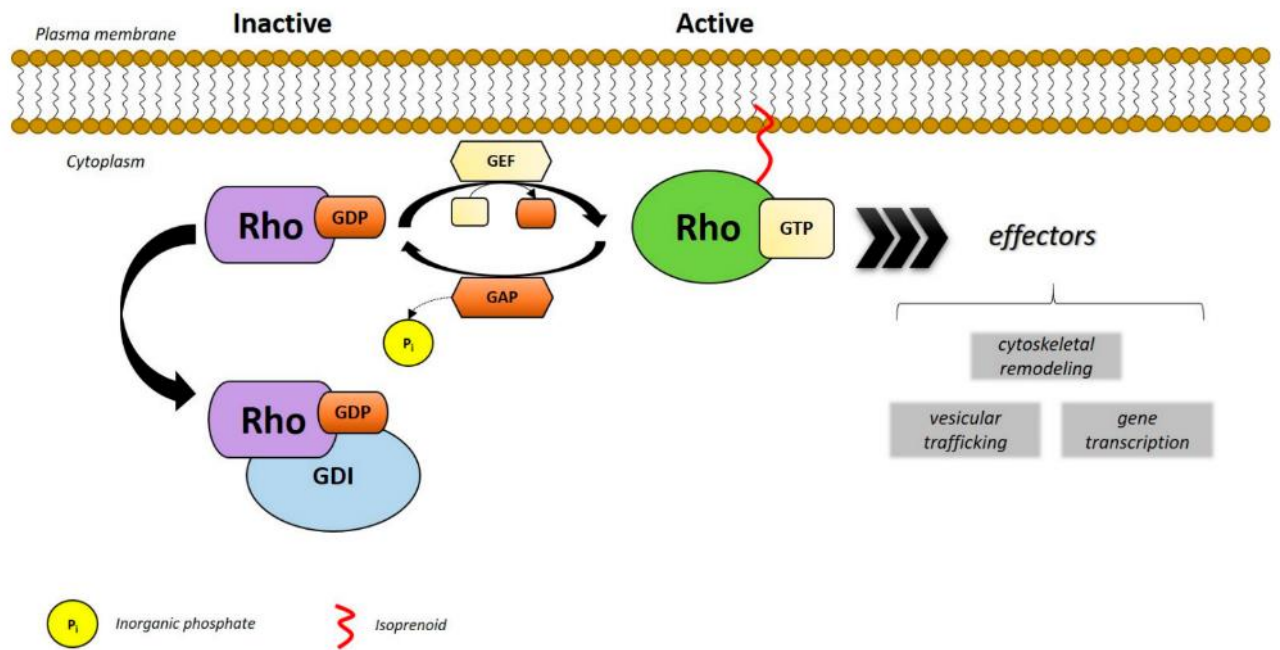 Plasma membrane
Inactive
Active
Cytoplasm
GEF
Rho
GDP
Rho
GTP
effectors
GAP
Pi
cytoskeletal
remodeling
vesicular
trafficking
gene
transcription
Rho
GDP
GDI
Pi
Inorganic phosphate
Isoprenoid